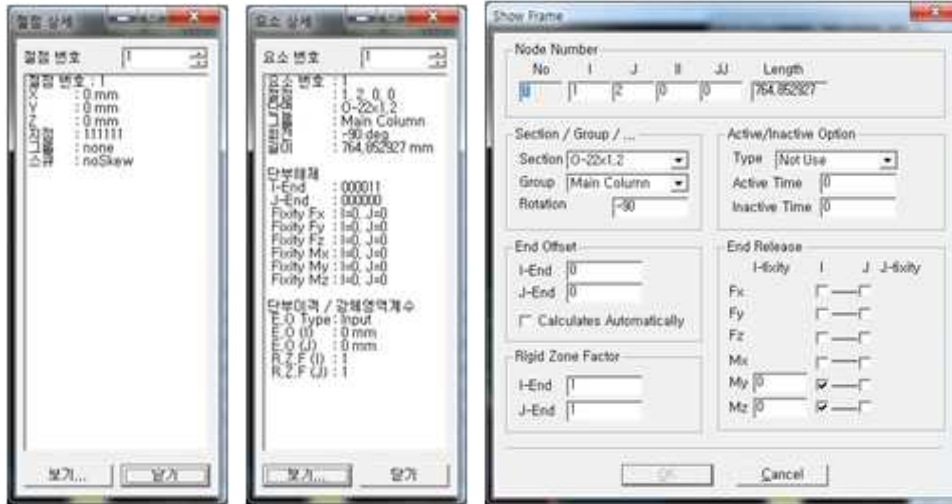 절점 상세
절점 번호 1
절점 번호 : 1
X : 0 mm
Y : 0 mm
Z : 0 mm
지점 : 111111
그룹 : none
스큐 : noSkew
보기... 닫기
요소 상세
요소 번호 1
요소 번호 : 1
절점 : 1, 2, 0, 0
단면 : O-22x1,2
그룹 : Main Column
: -90 deg
길이 : 764,852927 mm
단부해제
I-End : 000011
J-End : 000000
Fixity Fx : I=0, J=0
Fixity Fy : I=0, J=0
Fixity Fz : I=0, J=0
Fixity Mx : I=0, J=0
Fixity My : I=0, J=0
Fixity Mz : I=0, J=0
단부이격 / 강체영역계수
E,O Type : Input
E,O (I) : 0 mm
E,O (J) : 0 mm
R,Z,F (I) : 1
R,Z,F (J) : 1
보기... 닫기
Show Frame
Node Number
No I J II JJ Length
1 2 0 0 764,852927
Section / Group / ...
Section O-22x1,2
Group Main Column
Rotation -90
Active/Inactive Option
Type Not Use
Active Time 0
Inactive Time 0
End Offset
I-End 0
J-End 0
Calculates Automatically
Rigid Zone Factor
I-End 1
J-End 1
End Release
I-fixity I J J-fixity
Fx
Fy
Fz
Mx
My 0
Mz 0
OK Cancel